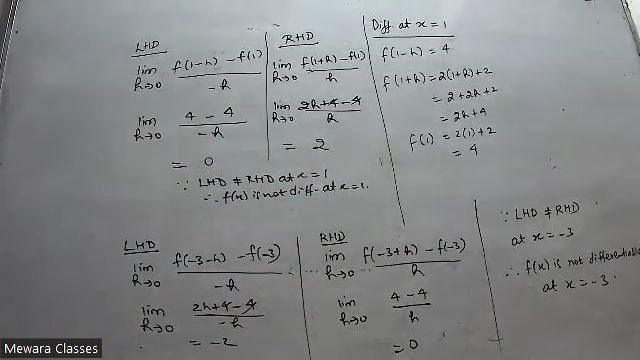 LHD
lim h→0 f(1-h) - f(1) / -h
lim h→0 4 - 4 / -h
= 0
∵ LHD ≠ RHD at x = 1
∴ f(x) is not diff. at x = 1.
RHD
lim h→0 f(1+h) - f(1) / h
lim h→0 2h+4-4 / h
= 2
Diff at x = 1
f(1-h) = 4
f(1+h) = 2(1+h)+2
= 2+2h+2
= 2h+4
f(1) = 2(1)+2
= 4
LHD
lim h→0 f(-3-h) - f(-3) / -h
lim h→0 2h+4-4 / -h
= -2
RHD
lim h→0 f(-3+h) - f(-3) / h
lim h→0 4-4 / h
= 0
∵ LHD ≠ RHD
at x = -3
∴ f(x) is not differentiable
at x = -3.
Mewara Classes